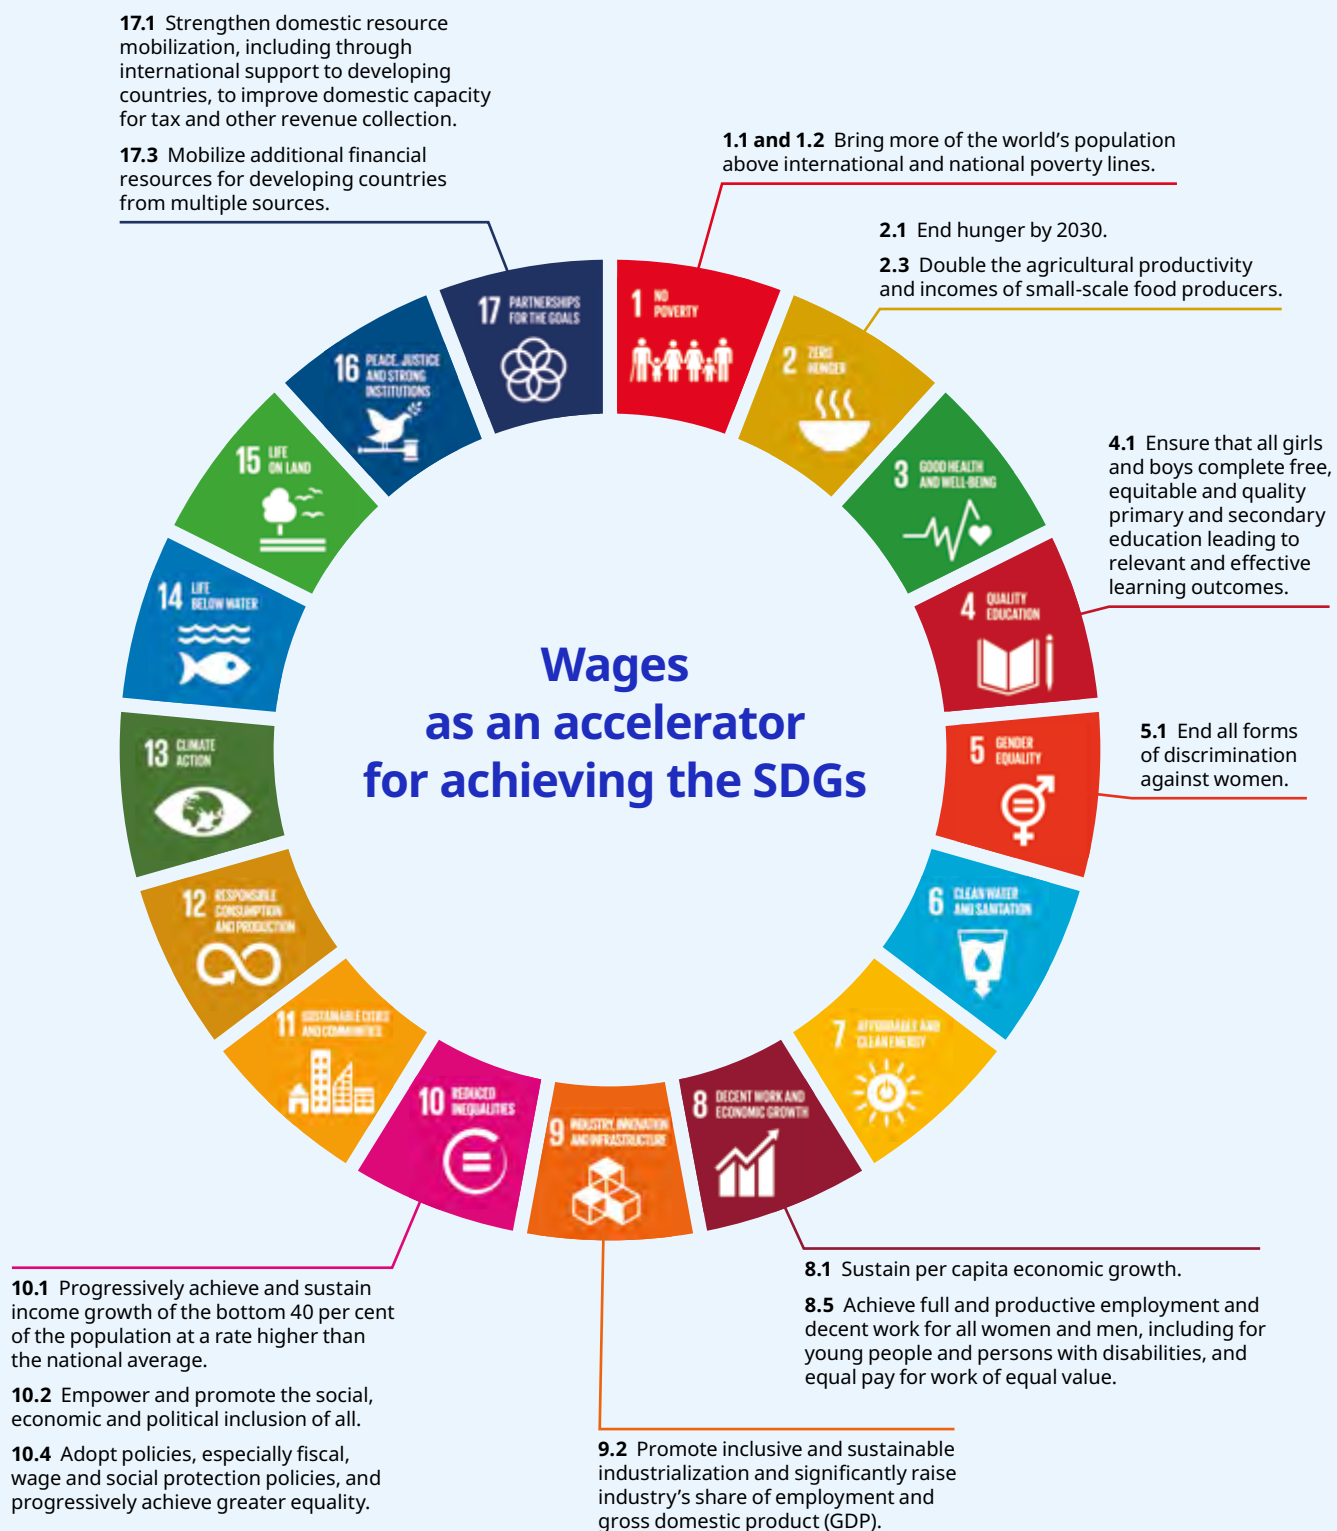 17.1 Strengthen domestic resource
mobilization, including through
international support to developing
countries, to improve domestic capacity
for tax and other revenue collection.
17.3 Mobilize additional financial
resources for developing countries
from multiple sources.
1.1 and 1.2 Bring more of the world's population
above international and national poverty lines.
2.1 End hunger by 2030.
2.3 Double the agricultural productivity
and incomes of small-scale food producers.
4.1 Ensure that all girls
and boys complete free,
equitable and quality
primary and secondary
education leading to
relevant and effective
learning outcomes.
5.1 End all forms
of discrimination
against women.
1 NO
POVERTY
2 ZERO
HUNGER
3 GOOD HEALTH
AND WELL-BEING
4 QUALITY
EDUCATION
5 GENDER
EQUALITY
6 CLEAN WATER
AND SANITATION
7 AFFORDABLE AND
CLEAN ENERGY
8 DECENT WORK AND
ECONOMIC GROWTH
9 INDUSTRY, INNOVATION
AND INFRASTRUCTURE
10 REDUCED
INEQUALITIES
11 SUSTAINABLE CITIES
AND COMMUNITIES
12 RESPONSIBLE
CONSUMPTION
AND PRODUCTION
13 CLIMATE
ACTION
14 LIFE
BELOW WATER
15 LIFE
ON LAND
16 PEACE, JUSTICE
AND STRONG
INSTITUTIONS
17 PARTNERSHIPS
FOR THE GOALS
Wages
as an accelerator
for achieving the SDGs
8.1 Sustain per capita economic growth.
8.5 Achieve full and productive employment and
decent work for all women and men, including for
young people and persons with disabilities, and
equal pay for work of equal value.
9.2 Promote inclusive and sustainable
industrialization and significantly raise
industry's share of employment and
gross domestic product (GDP).
10.1 Progressively achieve and sustain
income growth of the bottom 40 per cent
of the population at a rate higher than
the national average.
10.2 Empower and promote the social,
economic and political inclusion of all.
10.4 Adopt policies, especially fiscal,
wage and social protection policies, and
progressively achieve greater equality.